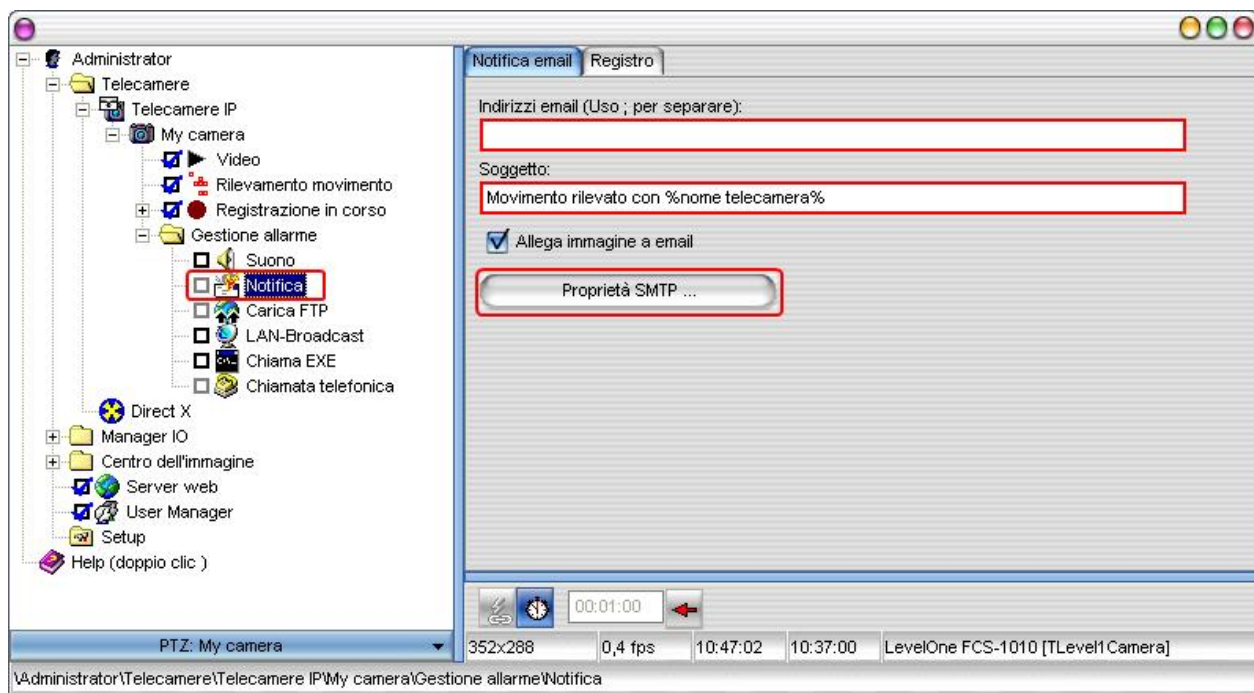 Administrator
Telecamere
Telecamere IP
My camera
Video
Rilevamento movimento
Registrazione in corso
Gestione allarme
Suono
Notifica
Carica FTP
LAN-Broadcast
Chiama EXE
Chiamata telefonica
Direct X
Manager IO
Centro dell'immagine
Server web
User Manager
Setup
Help (doppio clic )
PTZ: My camera
Notifica email Registro
Indirizzi email (Uso ; per separare):
Soggetto:
Movimento rilevato con %nome telecamera%
Allega immagine a email
Proprietà SMTP ...
00:01:00
352x288 0,4 fps 10:47:02 10:37:00 LevelOne FCS-1010 [TLevel1Camera]
\Administrator\Telecamere\Telecamere IP\My camera\Gestione allarme\Notifica